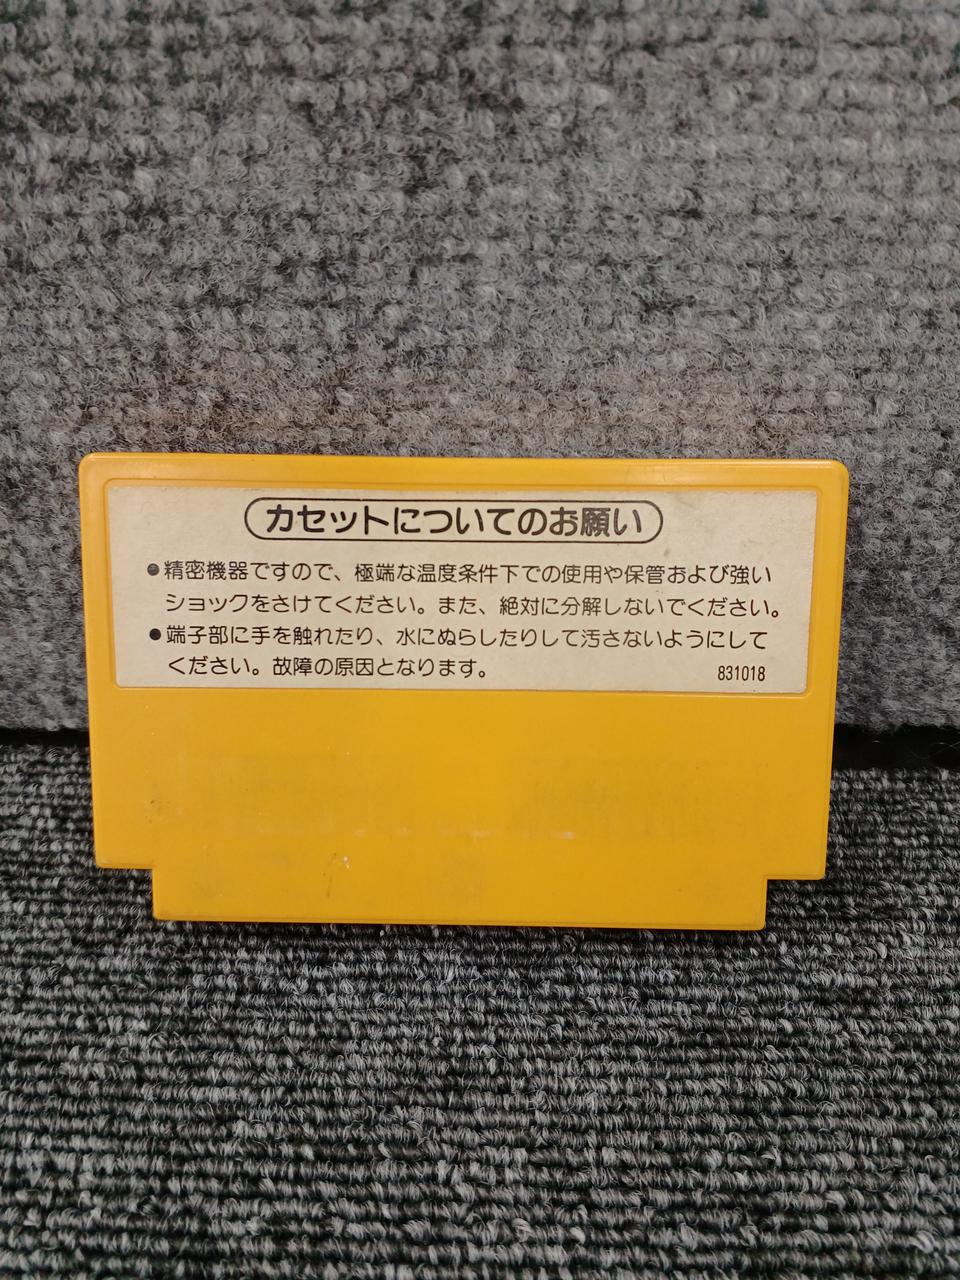 カセットについてのお願い
●精密機器ですので、極端な温度条件下での使用や保管および強い
ショックをさけてください。また、絶対に分解しないでください。
●端子部に手を触れたり、水にぬらしたりして汚さないようにして
ください。故障の原因となります。
831018